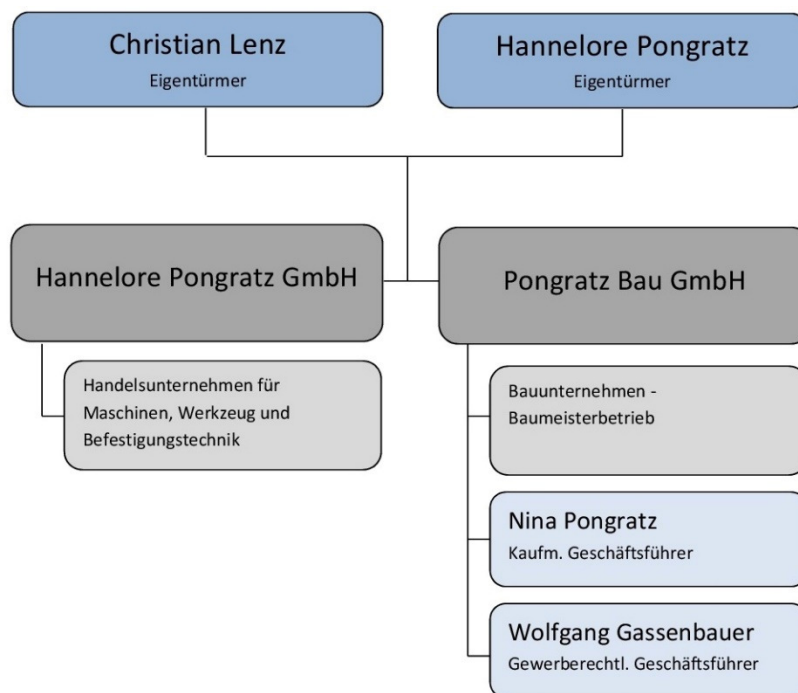 Christian Lenz
Eigentürmer
Hannelore Pongratz
Eigentürmer
Hannelore Pongratz GmbH
Pongratz Bau GmbH
Handelsunternehmen für
Maschinen, Werkzeug und
Befestigungstechnik
Bauunternehmen -
Baumeisterbetrieb
Nina Pongratz
Kaufm. Geschäftsführer
Wolfgang Gassenbauer
Gewerberechtl. Geschäftsführer